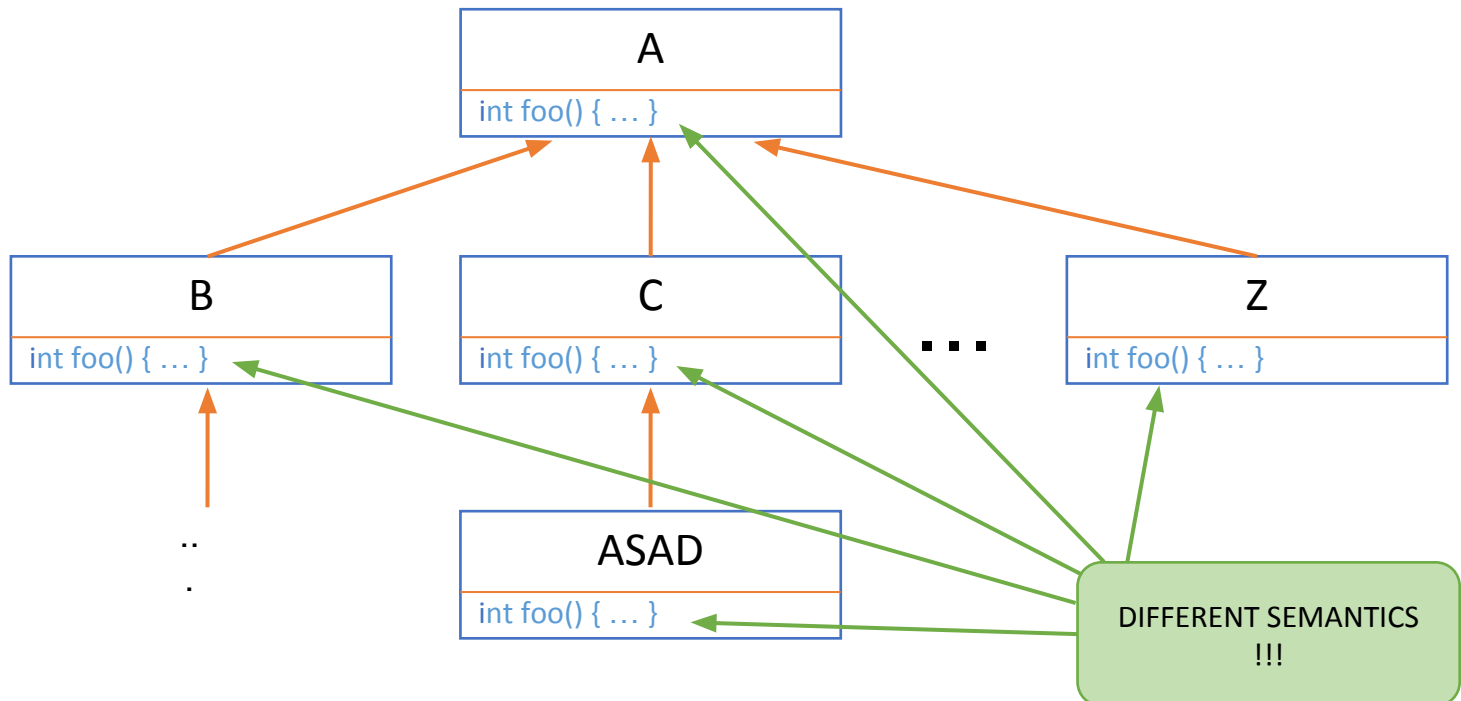 A
int foo() { … }
B
C
Z
int foo() { … }
int foo() { … }
...
int foo() { … }
..
.
ASAD
int foo() { … }
DIFFERENT SEMANTICS
!!!